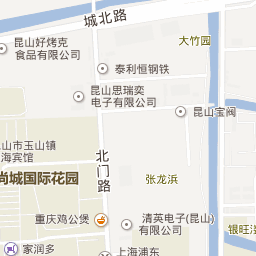 城北路
大竹园
昆山好烤克
食品有限公司
泰利恒钢铁
昆山思瑞奕
电子有限公司
昆山宝阀
山市玉山镇
海宾馆
尚城国际花园
北门路
张龙浜
重庆鸡公煲
清英电子(昆山)
有限公司
银旺
家润多
上海浦东